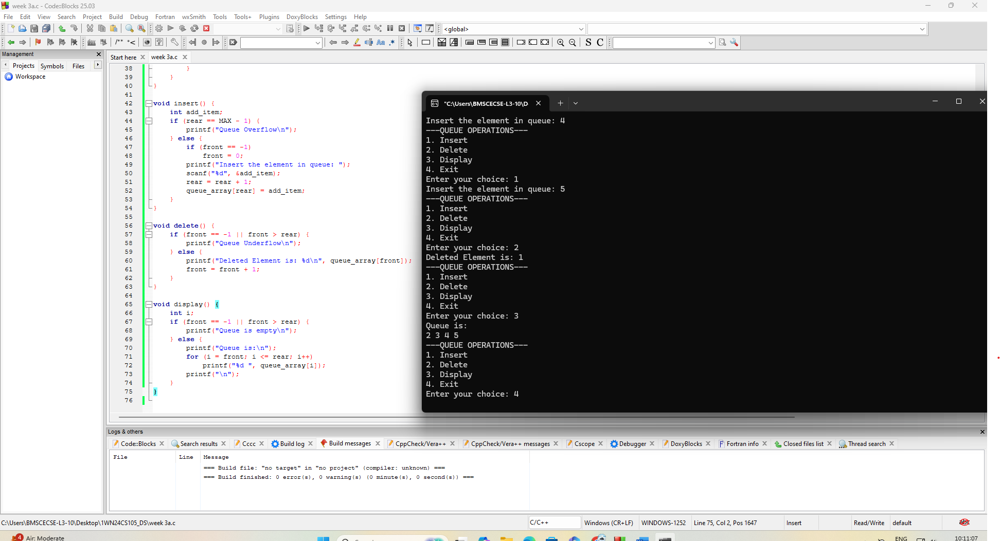 week 3a.c - Code::Blocks 25.03
File Edit View Search Project Build Debug Fortran wxSmith Tools Tools+ Plugins DoxyBlocks Settings Help
<global>
/** *< Aa .* S C
Management
Projects Symbols Files
Workspace
Start here week 3a.c
38 }
39 }
40 }
41
42 void insert() {
43 int add_item;
44 if (rear == MAX - 1) {
45 printf("Queue Overflow\n");
46 } else {
47 if (front == -1)
48 front = 0;
49 printf("Insert the element in queue: ");
50 scanf("%d", &add_item);
51 rear = rear + 1;
52 queue_array[rear] = add_item;
53 }
54 }
55
56 void delete() {
57 if (front == -1 || front > rear) {
58 printf("Queue Underflow\n");
59 } else {
60 printf("Deleted Element is: %d\n", queue_array[front]);
61 front = front + 1;
62 }
63 }
64
65 void display() {
66 int i;
67 if (front == -1 || front > rear) {
68 printf("Queue is empty\n");
69 } else {
70 printf("Queue is:\n");
71 for (i = front; i <= rear; i++)
72 printf("%d ", queue_array[i]);
73 printf("\n");
74 }
75 }
76
"C:\Users\BMSCECSE-L3-10\D
Insert the element in queue: 4
---QUEUE OPERATIONS---
1. Insert
2. Delete
3. Display
4. Exit
Enter your choice: 1
Insert the element in queue: 5
---QUEUE OPERATIONS---
1. Insert
2. Delete
3. Display
4. Exit
Enter your choice: 2
Deleted Element is: 1
---QUEUE OPERATIONS---
1. Insert
2. Delete
3. Display
4. Exit
Enter your choice: 3
Queue is:
2 3 4 5
---QUEUE OPERATIONS---
1. Insert
2. Delete
3. Display
4. Exit
Enter your choice: 4
Logs & others
Code::Blocks Search results Cccc Build log Build messages CppCheck/Vera++ CppCheck/Vera++ messages Cscope Debugger DoxyBlocks Fortran info Closed files list Thread search
File Line Message
=== Build file: "no target" in "no project" (compiler: unknown) ===
=== Build finished: 0 error(s), 0 warning(s) (0 minute(s), 0 second(s)) ===
C:\Users\BMSCECSE-L3-10\Desktop\1WN24CS105_DS\week 3a.c C/C++ Windows (CR+LF) WINDOWS-1252 Line 75, Col 2, Pos 1647 Insert Read/Write default abc
4 Air: Moderate ENG 10:11:07